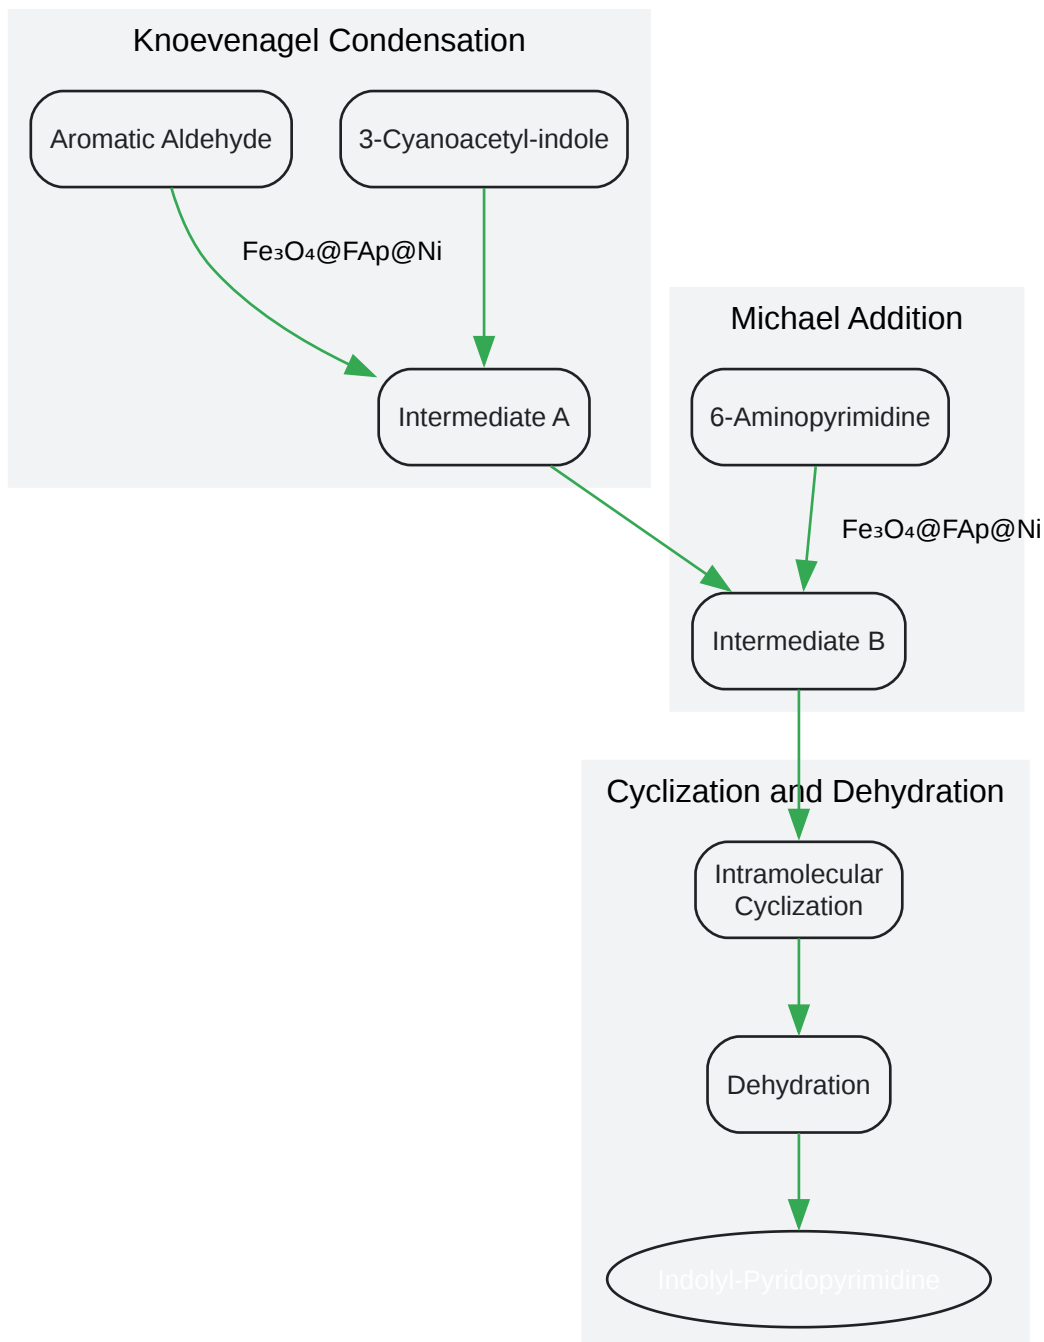 Knoevenagel Condensation
Aromatic Aldehyde
3-Cyanoacetyl-indole
Fe₃O₄@FAp@Ni
Intermediate A
Michael Addition
6-Aminopyrimidine
Fe₃O₄@FAp@Ni
Intermediate B
Cyclization and Dehydration
Intramolecular
Cyclization
Dehydration
Indolyl-Pyridopyrimidine